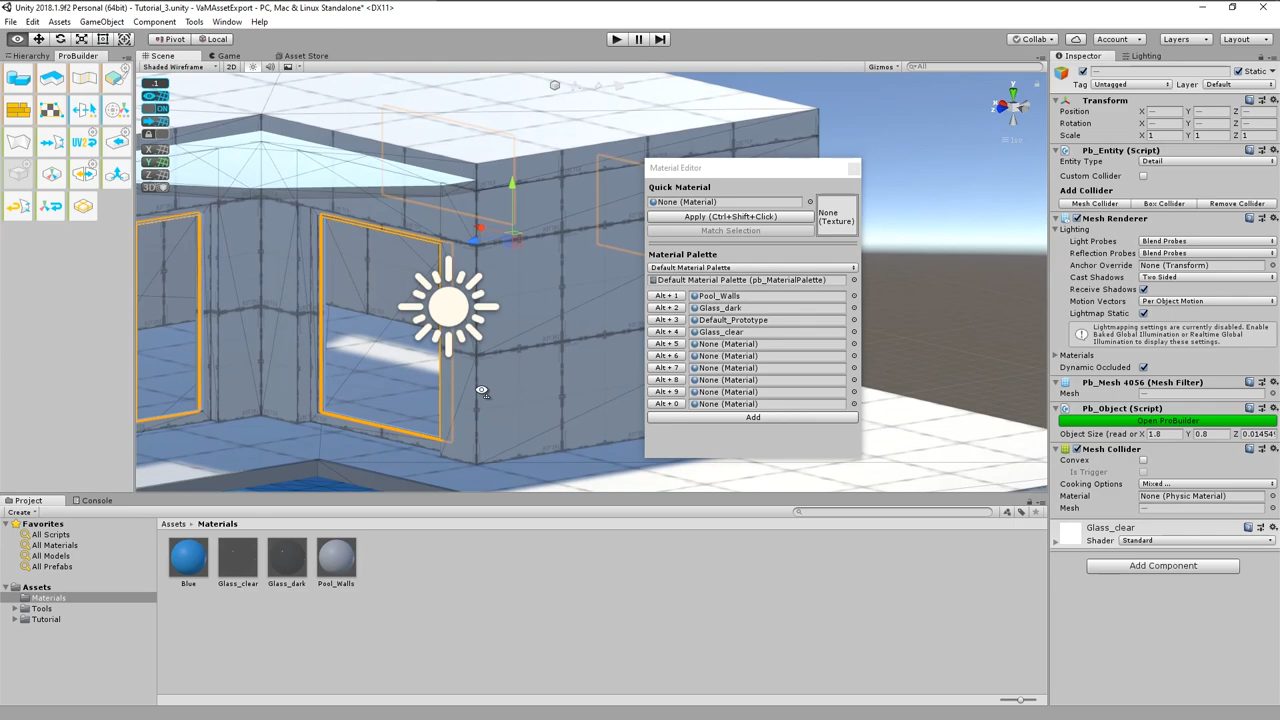 Unity 2018.1.9f2 Personal (64bit) - Tutorial_3.unity - VaMAssetExport - PC, Mac & Linux Standalone* <DX11>
File Edit Assets GameObject Component Tools Window Help
Pivot Local Collab Account Layers Layout
Hierarchy ProBuilder Scene Game Asset Store Inspector Lighting
Shaded Wireframe 2D Gizmos All
Static
Tag Untagged Layer Default
Transform
Position X — Y — Z —
Rotation X — Y — Z —
Scale X 1 Y 1 Z 1
Pb_Entity (Script)
Entity Type Detail
Custom Collider
Add Collider
Mesh Collider Box Collider Remove Collider
Mesh Renderer
Lighting
Light Probes Blend Probes
Reflection Probes Blend Probes
Anchor Override None (Transform)
Cast Shadows Two Sided
Receive Shadows
Motion Vectors Per Object Motion
Lightmap Static
Lightmapping settings are currently disabled. Enable
Baked Global Illumination or Realtime Global
Illumination to display them.
Materials
Dynamic Occluded
Pb_Mesh 4056 (Mesh Filter)
Mesh —
Pb_Object (Script)
Open ProBuilder
Object Size (read or X 1.8 Y 0.8 Z 0.01454!
Mesh Collider
Convex
Is Trigger
Cooking Options Mixed ...
Material None (Physic Material)
Mesh —
Glass_clear
Shader Standard
Add Component
.1
ON
X
Y
Z
3D
UV2
y
x
Iso
Material Editor
Quick Material
None (Material)
Apply (Ctrl+Shift+Click)
Match Selection
None
(Texture)
Material Palette
Default Material Palette
Default Material Palette (pb_MaterialPalette)
Alt + 1 Pool_Walls
Alt + 2 Glass_dark
Alt + 3 Default_Prototype
Alt + 4 Glass_clear
Alt + 5 None (Material)
Alt + 6 None (Material)
Alt + 7 None (Material)
Alt + 8 None (Material)
Alt + 9 None (Material)
Alt + 0 None (Material)
Add
Project Console
Create
Favorites
All Scripts
All Materials
All Models
All Prefabs
Assets
Materials
Tools
Tutorial
Assets Materials
Blue Glass_clear Glass_dark Pool_Walls